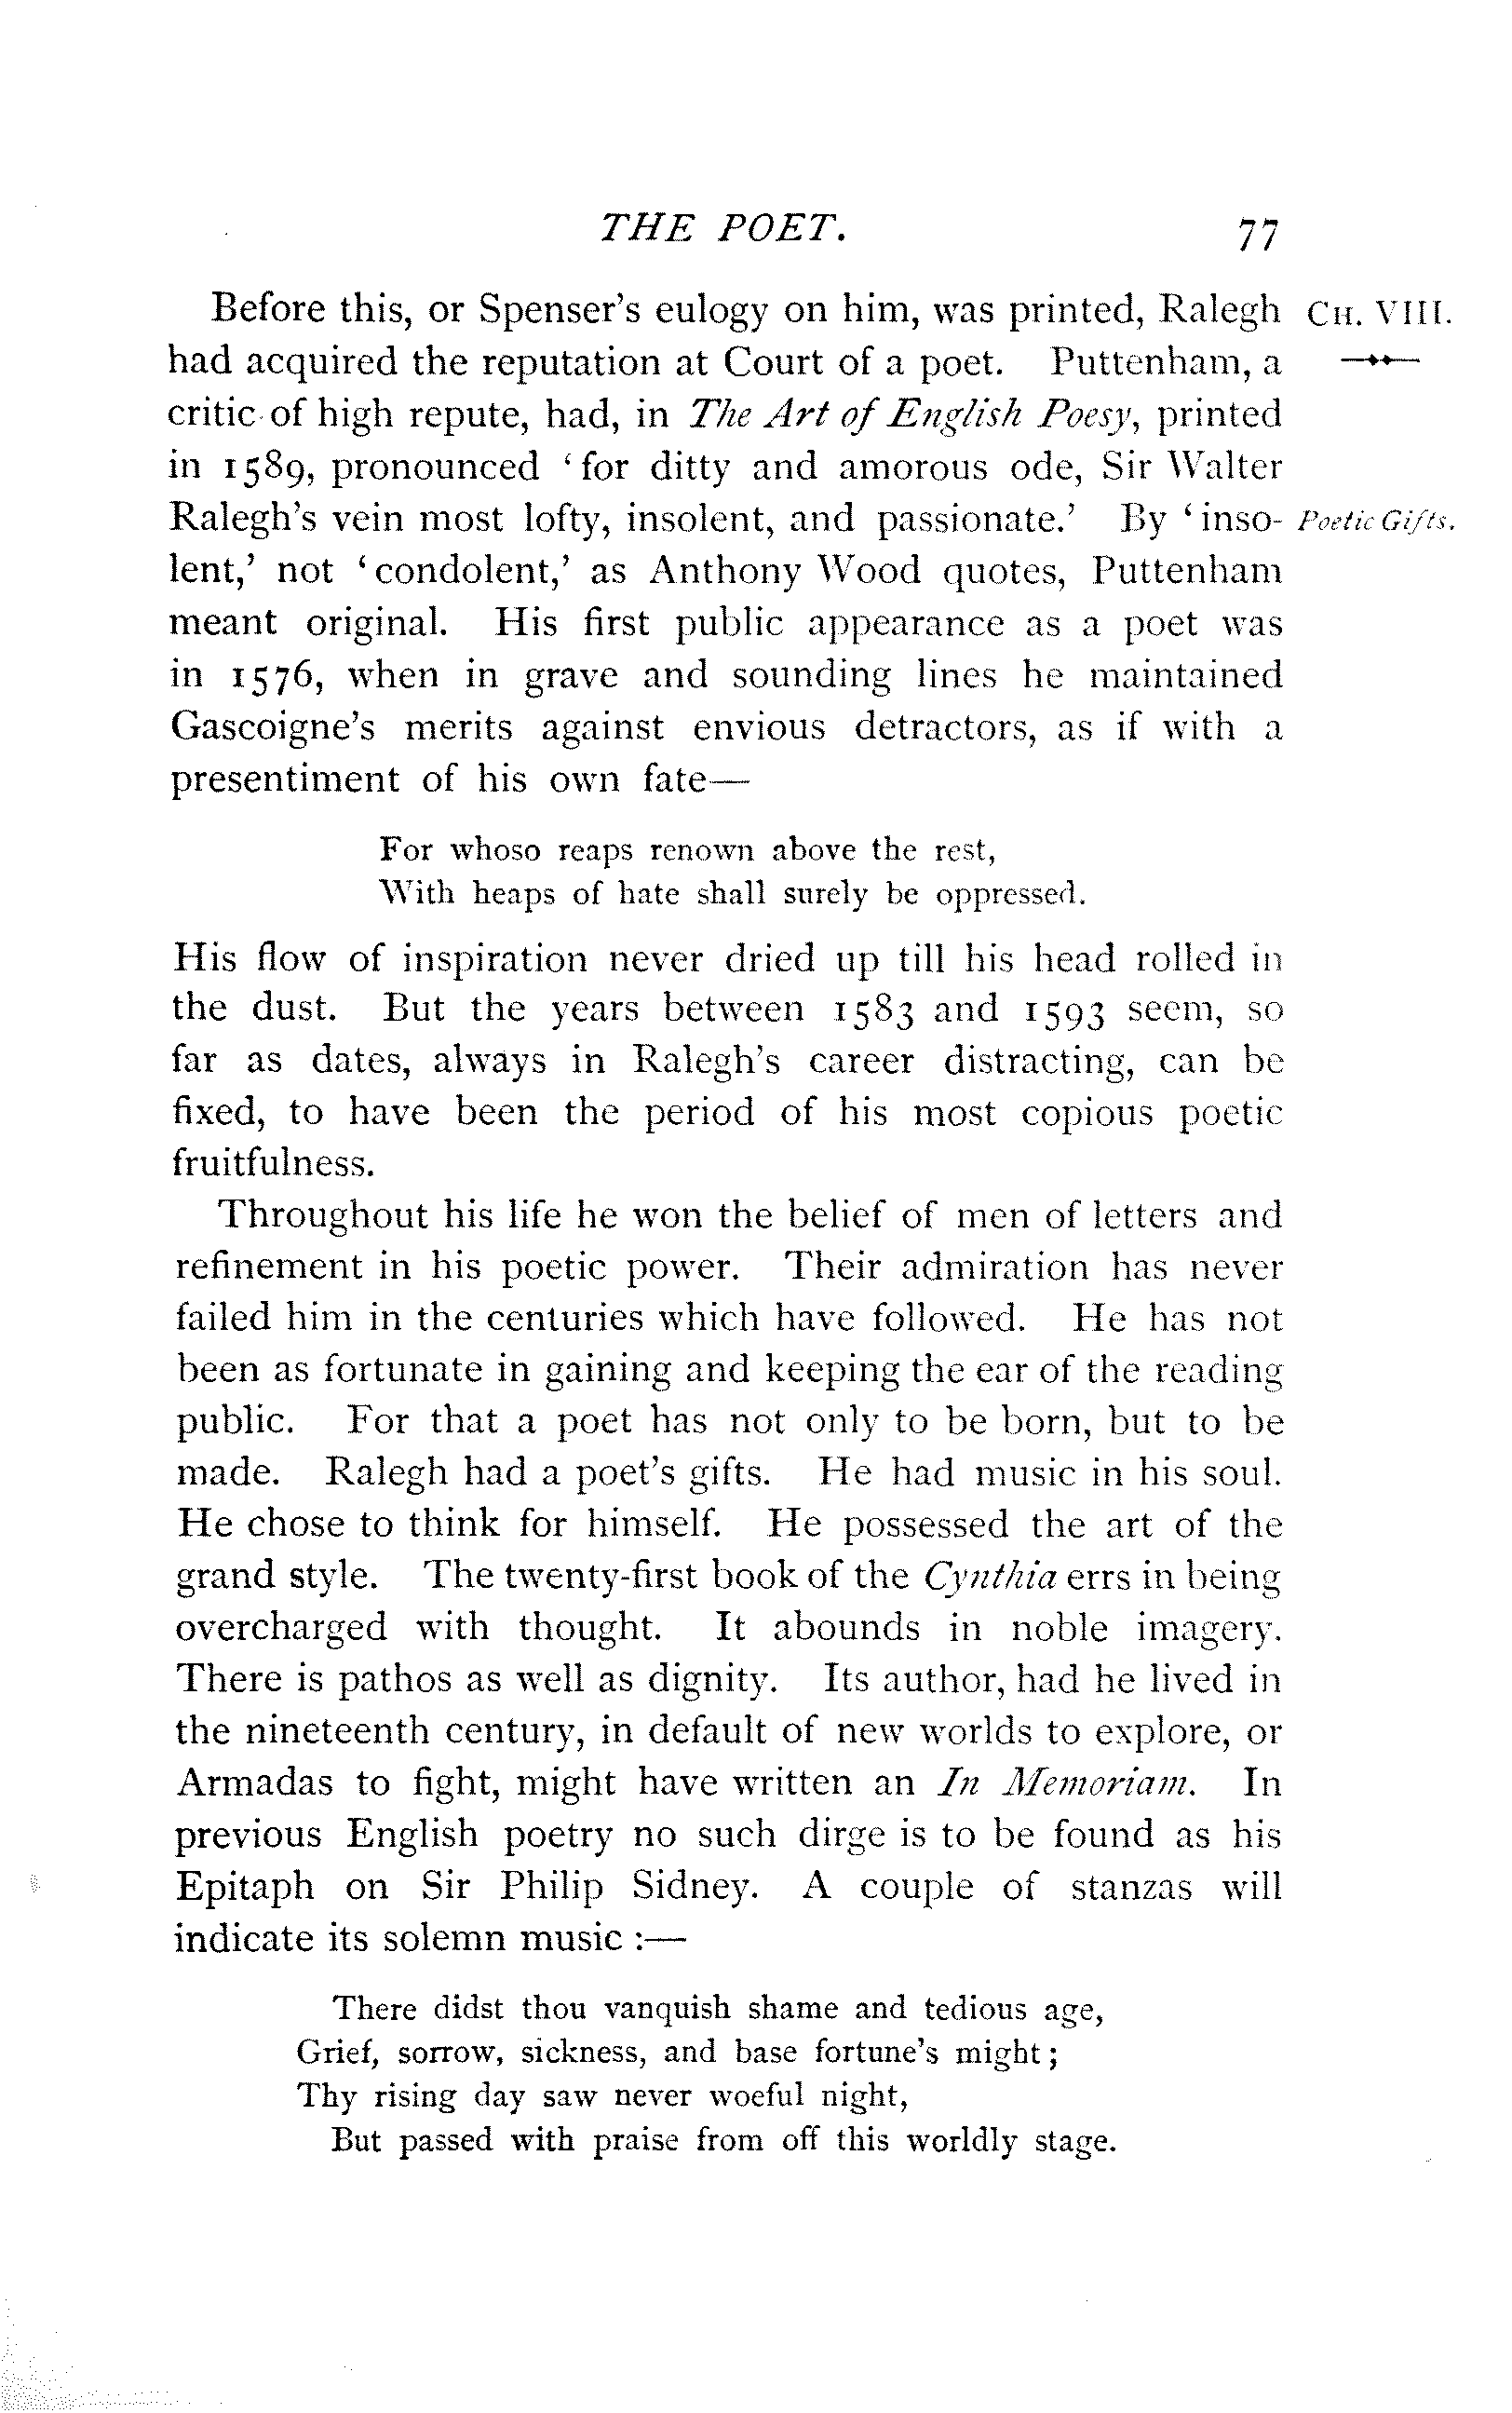 THE POET. 77
Before this, or Spenser's eulogy on him, was printed, Ralegh CH. VIII.
had acquired the reputation at Court of a poet. Puttenham, a
critic of high repute, had, in The Art of English Poesy, printed
in 1589, pronounced ‘for ditty and amorous ode, Sir Walter
Ralegh's vein most lofty, insolent, and passionate.’ By ‘inso- Poetic Gifts.
lent,’ not ‘condolent,’ as Anthony Wood quotes, Puttenham
meant original. His first public appearance as a poet was
in 1576, when in grave and sounding lines he maintained
Gascoigne's merits against envious detractors, as if with a
presentiment of his own fate—
For whoso reaps renown above the rest,
With heaps of hate shall surely be oppressed.
His flow of inspiration never dried up till his head rolled in
the dust. But the years between 1583 and 1593 seem, so
far as dates, always in Ralegh's career distracting, can be
fixed, to have been the period of his most copious poetic
fruitfulness.
Throughout his life he won the belief of men of letters and
refinement in his poetic power. Their admiration has never
failed him in the centuries which have followed. He has not
been as fortunate in gaining and keeping the ear of the reading
public. For that a poet has not only to be born, but to be
made. Ralegh had a poet's gifts. He had music in his soul.
He chose to think for himself. He possessed the art of the
grand style. The twenty-first book of the Cynthia errs in being
overcharged with thought. It abounds in noble imagery.
There is pathos as well as dignity. Its author, had he lived in
the nineteenth century, in default of new worlds to explore, or
Armadas to fight, might have written an In Memoriam. In
previous English poetry no such dirge is to be found as his
Epitaph on Sir Philip Sidney. A couple of stanzas will
indicate its solemn music :—
There didst thou vanquish shame and tedious age,
Grief, sorrow, sickness, and base fortune's might;
Thy rising day saw never woeful night,
But passed with praise from off this worldly stage.